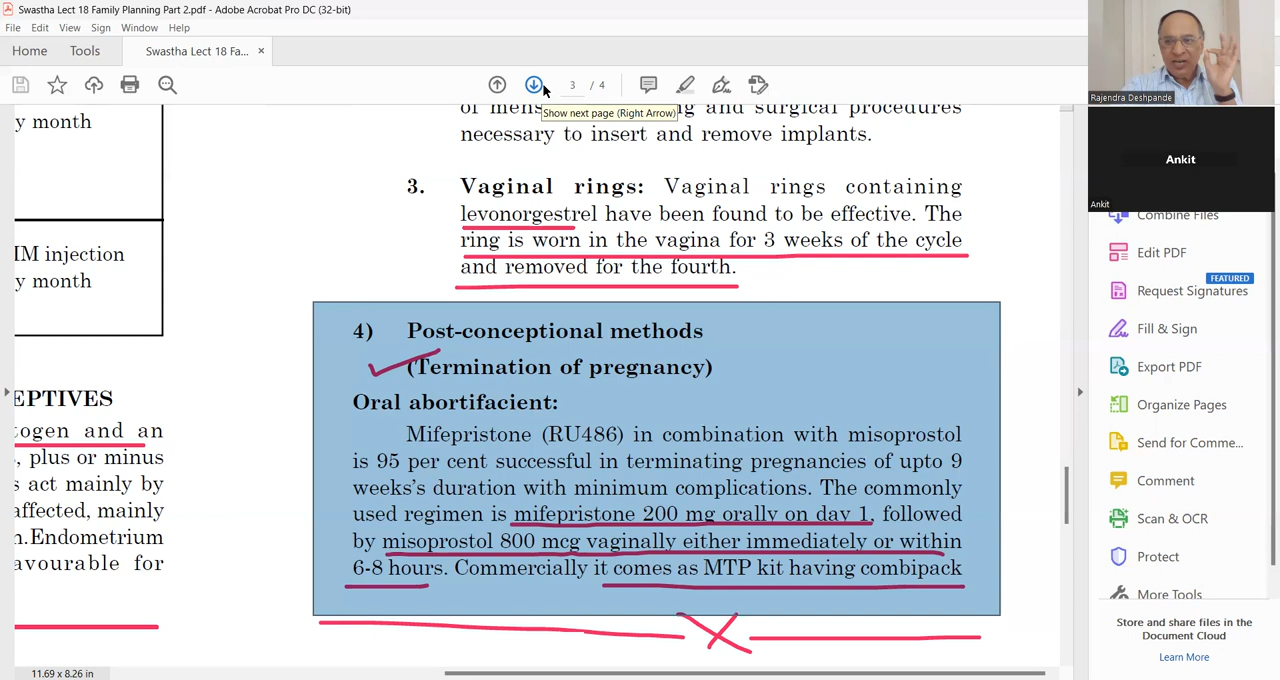 Swastha Lect 18 Family Planning Part 2.pdf - Adobe Acrobat Pro DC (32-bit)
File Edit View Sign Window Help
Home Tools Swastha Lect 18 Fa... ×
3 / 4
Show next page (Right Arrow)
Rajendra Deshpande
Ankit
Ankit
y month
IM injection
y month
EPTIVES
togen and an
, plus or minus
s act mainly by
affected, mainly
n.Endometrium
avourable for
and surgical procedures
necessary to insert and remove implants.
3. Vaginal rings: Vaginal rings containing
levonorgestrel have been found to be effective. The
ring is worn in the vagina for 3 weeks of the cycle
and removed for the fourth.
4) Post-conceptional methods
(Termination of pregnancy)
Oral abortifacient:
Mifepristone (RU486) in combination with misoprostol
is 95 per cent successful in terminating pregnancies of upto 9
weeks's duration with minimum complications. The commonly
used regimen is mifepristone 200 mg orally on day 1, followed
by misoprostol 800 mcg vaginally either immediately or within
6-8 hours. Commercially it comes as MTP kit having combipack
Combine Files
Edit PDF
FEATURED
Request Signatures
Fill & Sign
Export PDF
Organize Pages
Send for Comme...
Comment
Scan & OCR
Protect
More Tools
Store and share files in the
Document Cloud
Learn More
11.69 x 8.26 in